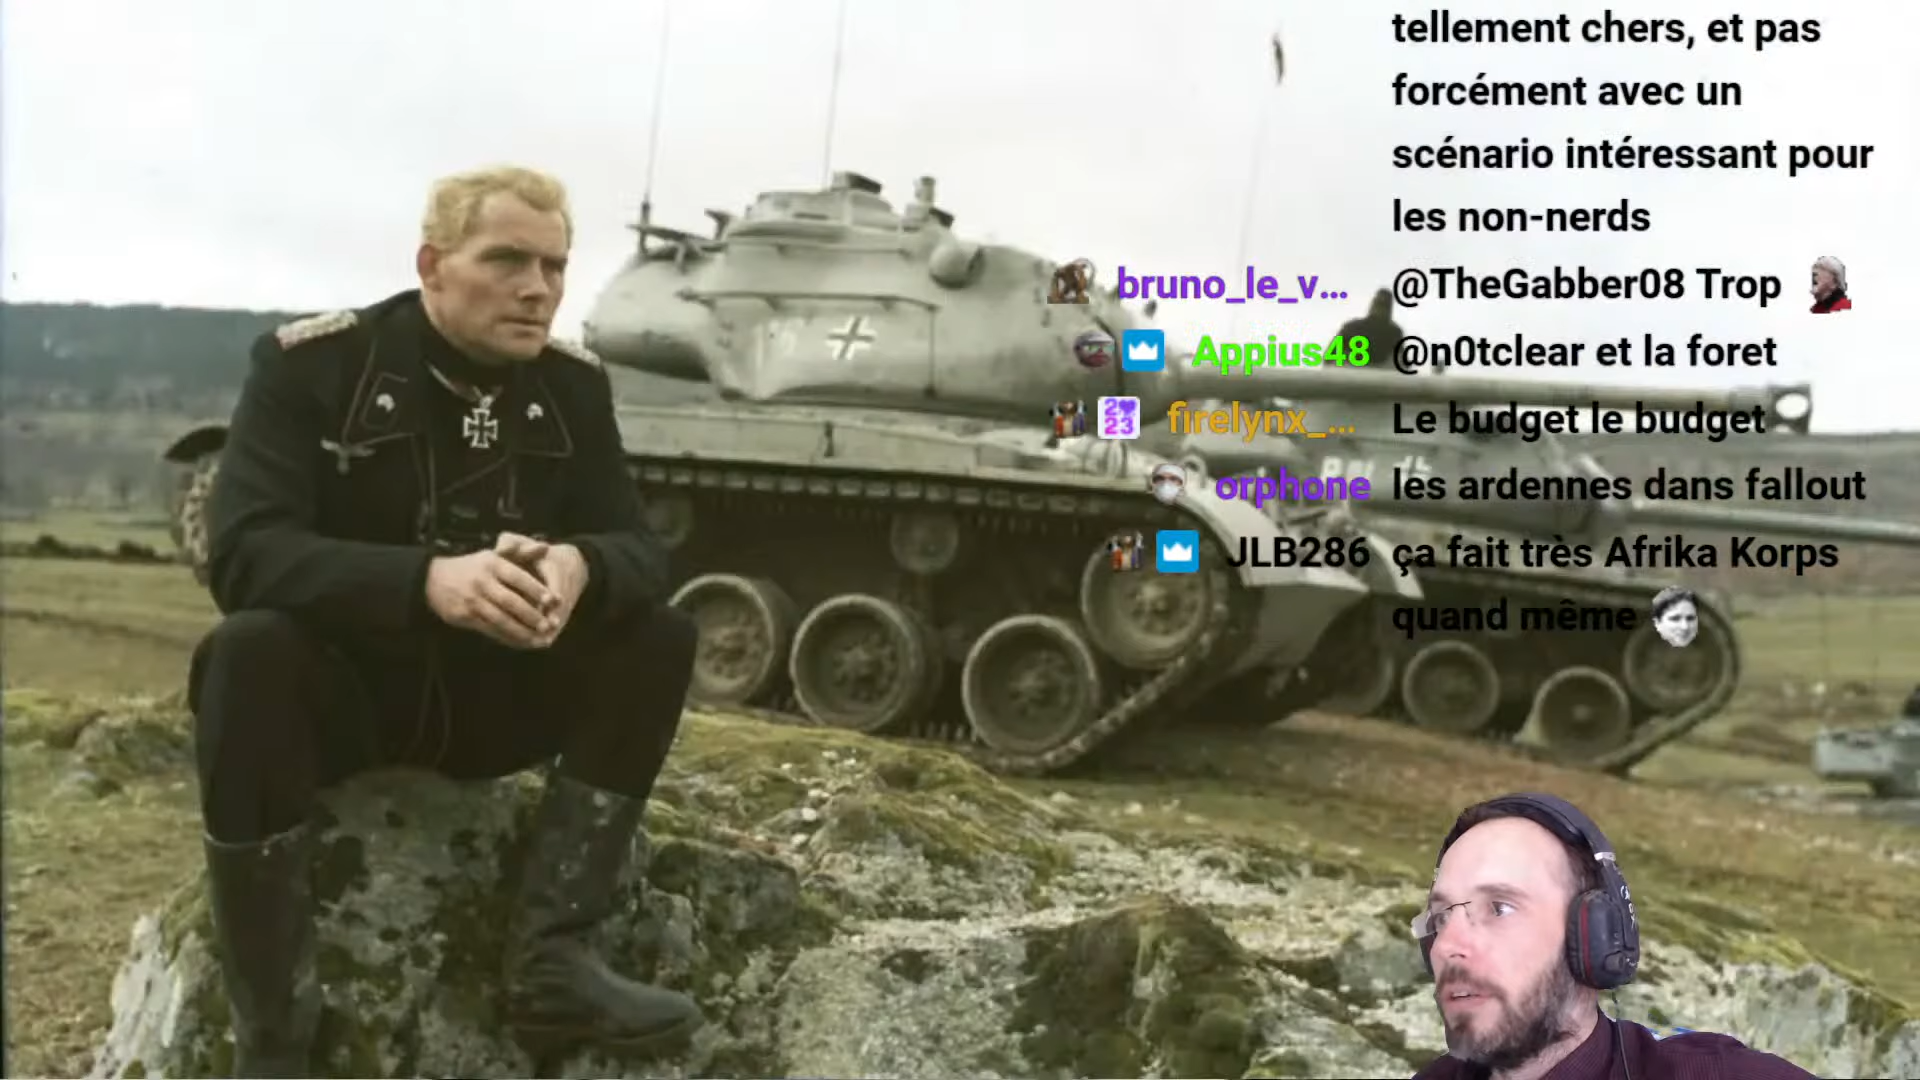 tellement chers, et pas
forcément avec un
scénario intéressant pour
les non-nerds
bruno_le_v... @TheGabber08 Trop
Appius48 @n0tclear et la foret
firelynx_... Le budget le budget
orphone les ardennes dans fallout
JLB286 ça fait très Afrika Korps
quand même